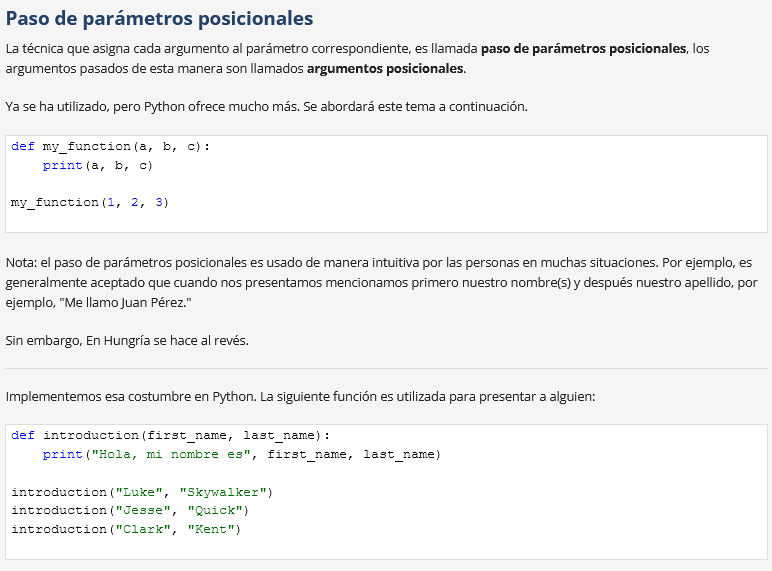 Paso de parámetros posicionales
La técnica que asigna cada argumento al parámetro correspondiente, es llamada paso de parámetros posicionales, los
argumentos pasados de esta manera son llamados argumentos posicionales.
Ya se ha utilizado, pero Python ofrece mucho más. Se abordará este tema a continuación.
def my_function(a, b, c):
    print(a, b, c)
my_function(1, 2, 3)
Nota: el paso de parámetros posicionales es usado de manera intuitiva por las personas en muchas situaciones. Por ejemplo, es
generalmente aceptado que cuando nos presentamos mencionamos primero nuestro nombre(s) y después nuestro apellido, por
ejemplo, "Me llamo Juan Pérez."
Sin embargo, En Hungría se hace al revés.
Implementemos esa costumbre en Python. La siguiente función es utilizada para presentar a alguien:
def introduction(first_name, last_name):
    print("Hola, mi nombre es", first_name, last_name)
introduction("Luke", "Skywalker")
introduction("Jesse", "Quick")
introduction("Clark", "Kent")